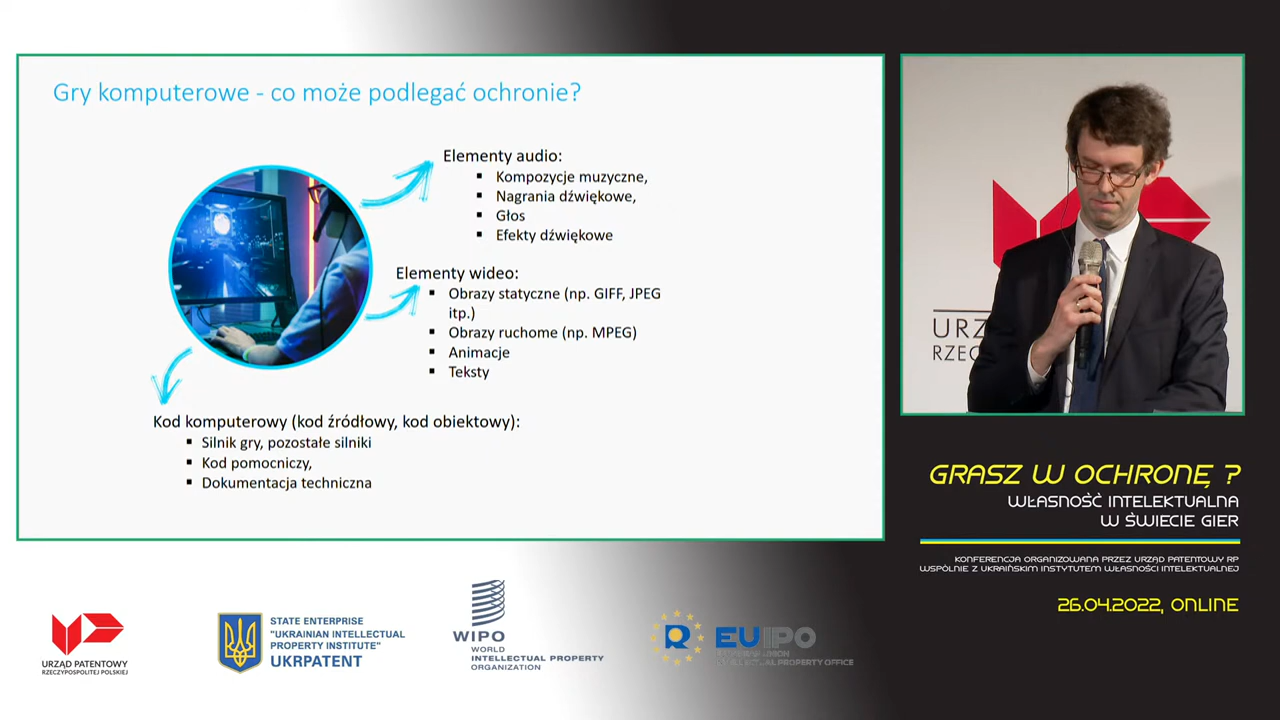 Gry komputerowe - co może podlegać ochronie?
Elementy audio:
▪ Kompozycje muzyczne,
▪ Nagrania dźwiękowe,
▪ Głos
▪ Efekty dźwiękowe
Elementy wideo:
▪ Obrazy statyczne (np. GIFF, JPEG
itp.)
▪ Obrazy ruchome (np. MPEG)
▪ Animacje
▪ Teksty
Kod komputerowy (kod źródłowy, kod obiektowy):
▪ Silnik gry, pozostałe silniki
▪ Kod pomocniczy,
▪ Dokumentacja techniczna
URZ
RZEC
GRASZ W OCHRONĘ ?
WŁASNOŚĆ INTELEKTUALNA
W ŚWIECIE GIER
KONFERENCJA ORGANIZOWANA PRZEZ URZĄD PATENTOWY RP
WSPÓLNIE Z UKRAIŃSKIM INSTYTUTEM WŁASNOŚCI INTELEKTUALNEJ
26.04.2022, ONLINE
URZĄD PATENTOWY
RZECZYPOSPOLITEJ POLSKIEJ
STATE ENTERPRISE
"UKRAINIAN INTELLECTUAL
PROPERTY INSTITUTE"
UKRPATENT
WIPO
WORLD
INTELLECTUAL PROPERTY
ORGANIZATION
R
EUIPO
EUROPEAN UNION
INTELLECTUAL PROPERTY OFFICE